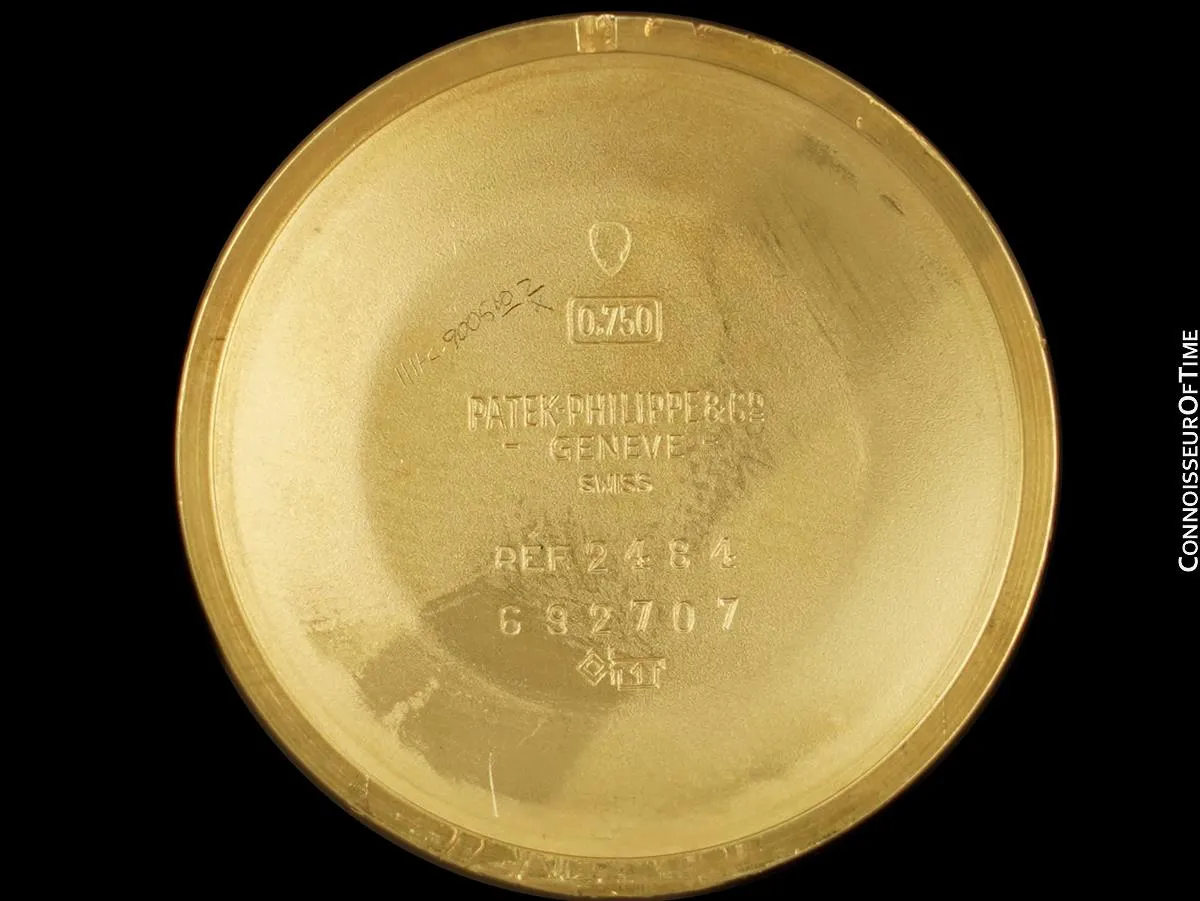 0.750
PATEK·PHILIPPE & Cº
- GENEVE -
SWISS
REF. 2484
692707
CONNOISSEUROFTIME